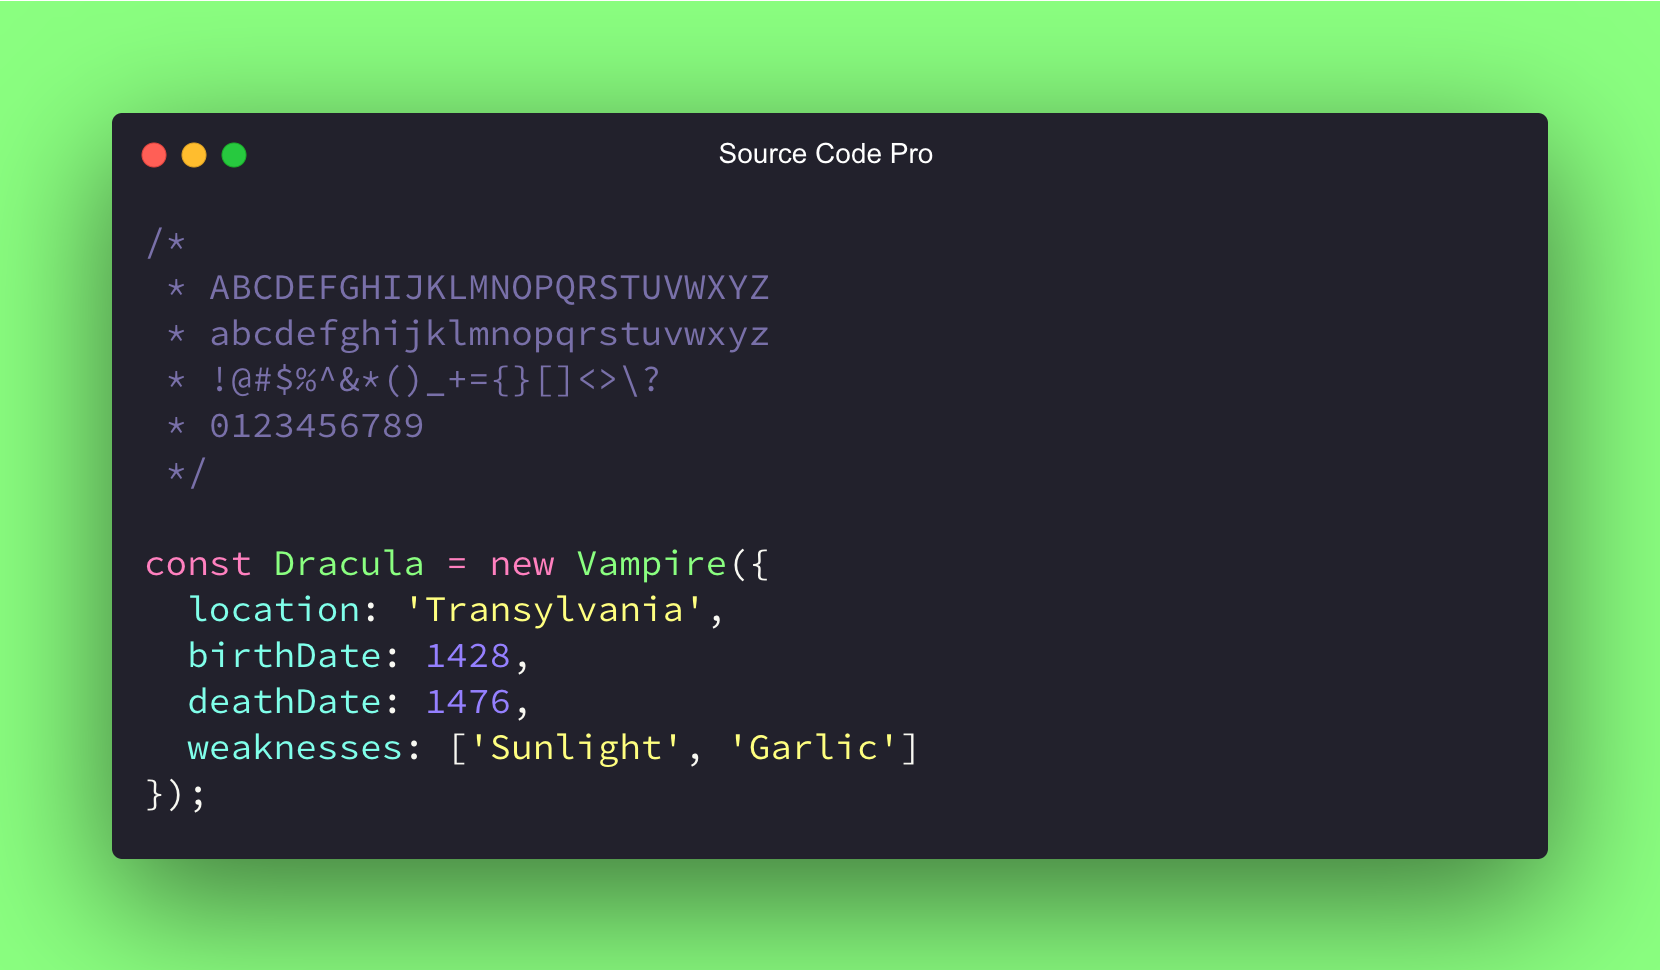 Source Code Pro
/*
 * ABCDEFGHIJKLMNOPQRSTUVWXYZ
 * abcdefghijklmnopqrstuvwxyz
 * !@#$%^&*()_+={}[]<>\?
 * 0123456789
 */

const Dracula = new Vampire({
  location: 'Transylvania',
  birthDate: 1428,
  deathDate: 1476,
  weaknesses: ['Sunlight', 'Garlic']
});